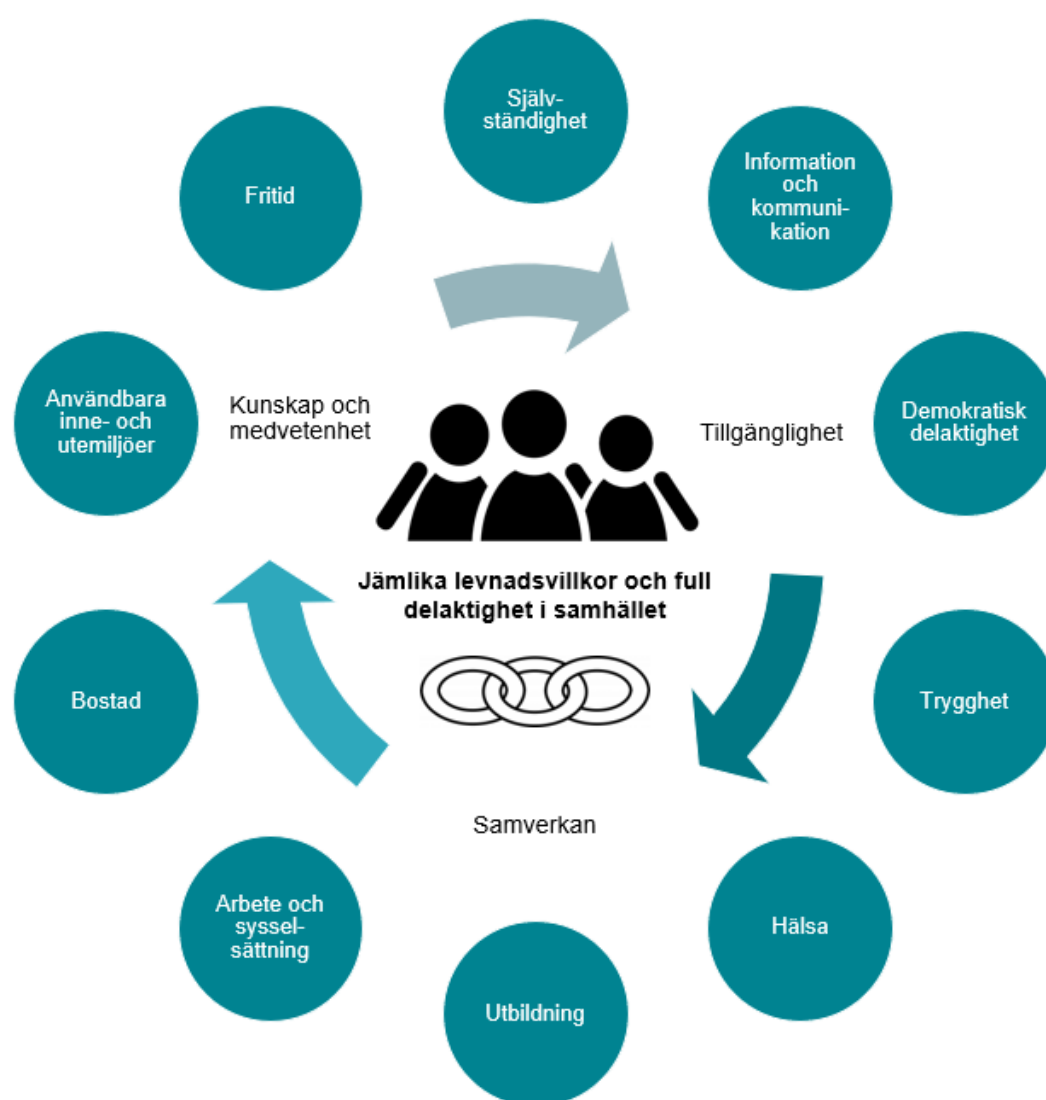 Själv-
ständighet
Information
och
kommuni-
kation
Fritid
Användbara
inne- och
utemiljöer
Kunskap och
medvetenhet
Tillgänglighet
Demokratisk
delaktighet
Jämlika levnadsvillkor och full
delaktighet i samhället
Bostad
Trygghet
Samverkan
Arbete och
syssel-
sättning
Hälsa
Utbildning